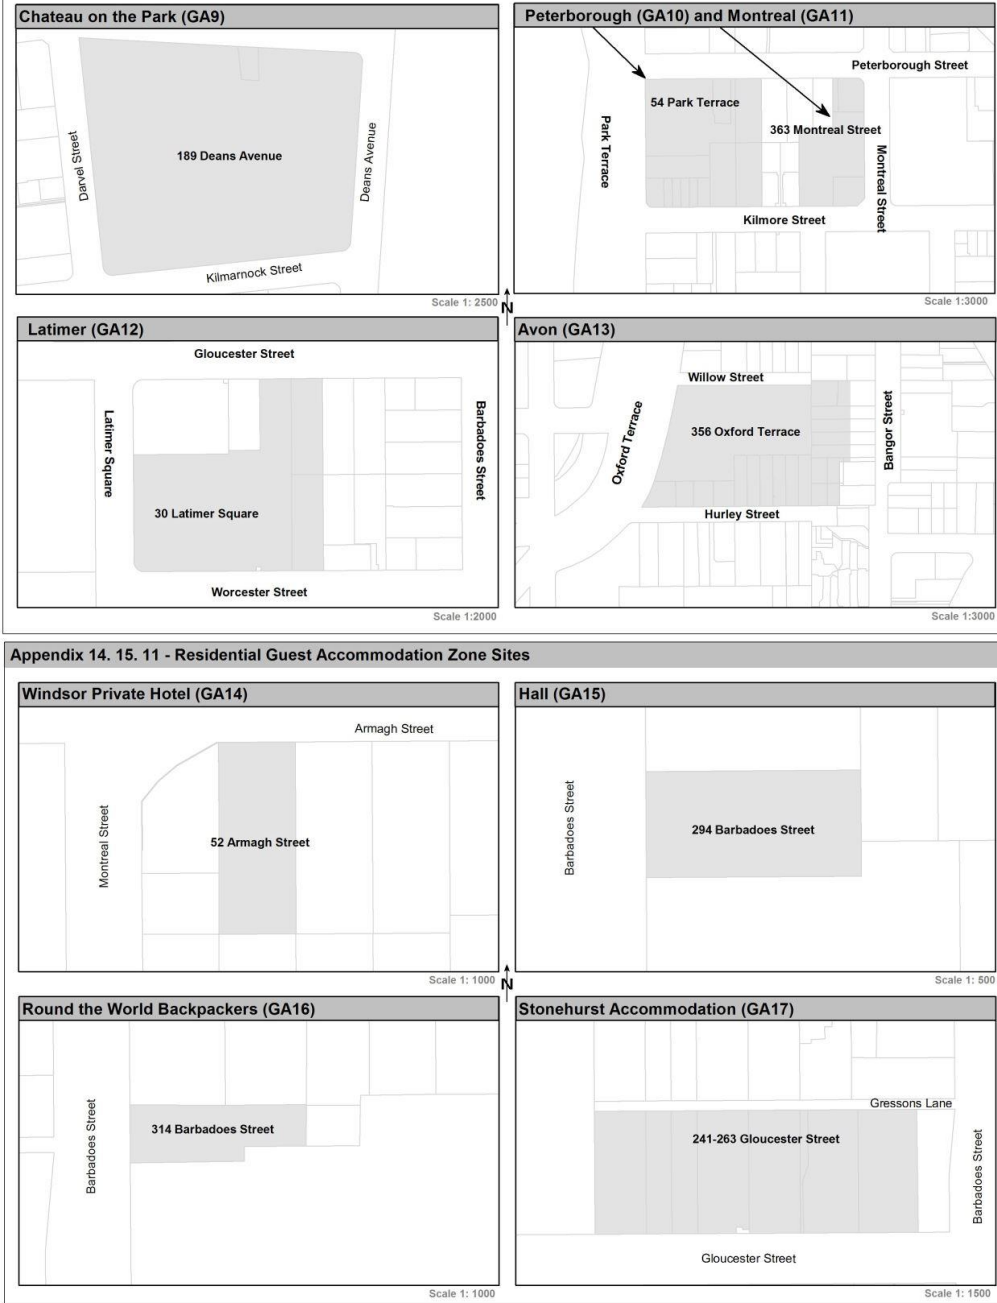 Chateau on the Park (GA9)
Darvel Street
189 Deans Avenue
Deans Avenue
Kilmarnock Street
Scale 1: 2500
Peterborough (GA10) and Montreal (GA11)
Peterborough Street
54 Park Terrace
363 Montreal Street
Park Terrace
Montreal Street
Kilmore Street
Scale 1:3000
N
Latimer (GA12)
Gloucester Street
Latimer Square
Barbadoes Street
30 Latimer Square
Worcester Street
Scale 1:2000
Avon (GA13)
Willow Street
Oxford Terrace
356 Oxford Terrace
Bangor Street
Hurley Street
Scale 1:3000
Appendix 14. 15. 11 - Residential Guest Accommodation Zone Sites
Windsor Private Hotel (GA14)
Armagh Street
Montreal Street
52 Armagh Street
Scale 1: 1000
Hall (GA15)
Barbadoes Street
294 Barbadoes Street
Scale 1: 500
N
Round the World Backpackers (GA16)
Barbadoes Street
314 Barbadoes Street
Scale 1: 1000
Stonehurst Accommodation (GA17)
Gressons Lane
241-263 Gloucester Street
Barbadoes Street
Gloucester Street
Scale 1: 1500